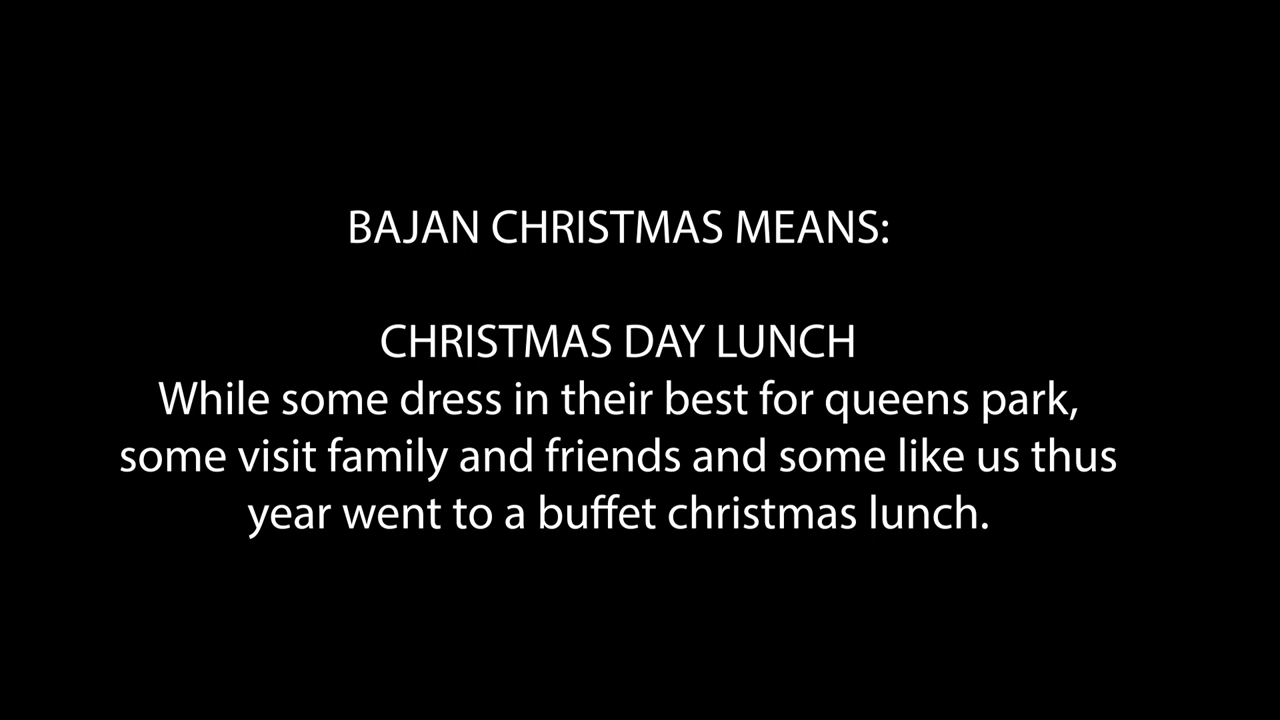 BAJAN CHRISTMAS MEANS:
CHRISTMAS DAY LUNCH
While some dress in their best for queens park,
some visit family and friends and some like us thus
year went to a buffet christmas lunch.